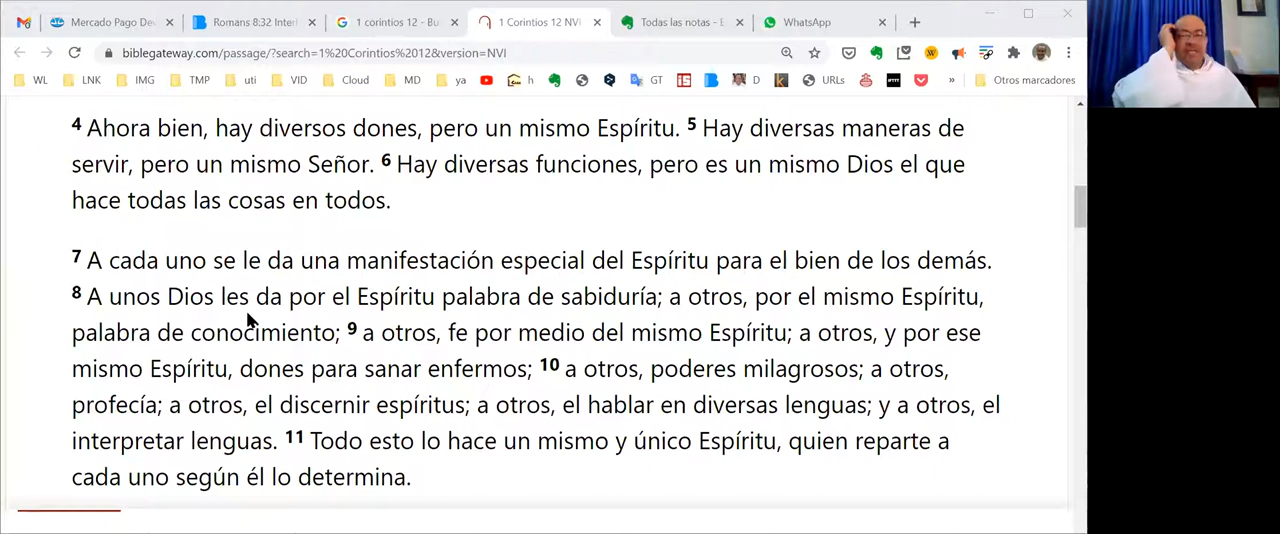 Mercado Pago De
Romans 8:32 Inter
1 corintios 12 - Bu
1 Corintios 12 NVI
Todas las notas - E
WhatsApp
biblegateway.com/passage/?search=1%20Corintios%2012&version=NVI
WL LNK IMG TMP uti VID Cloud MD ya h GT D URLs » Otros marcadores
4 Ahora bien, hay diversos dones, pero un mismo Espíritu. 5 Hay diversas maneras de
servir, pero un mismo Señor. 6 Hay diversas funciones, pero es un mismo Dios el que
hace todas las cosas en todos.
7 A cada uno se le da una manifestación especial del Espíritu para el bien de los demás.
8 A unos Dios les da por el Espíritu palabra de sabiduría; a otros, por el mismo Espíritu,
palabra de conocimiento; 9 a otros, fe por medio del mismo Espíritu; a otros, y por ese
mismo Espíritu, dones para sanar enfermos; 10 a otros, poderes milagrosos; a otros,
profecía; a otros, el discernir espíritus; a otros, el hablar en diversas lenguas; y a otros, el
interpretar lenguas. 11 Todo esto lo hace un mismo y único Espíritu, quien reparte a
cada uno según él lo determina.